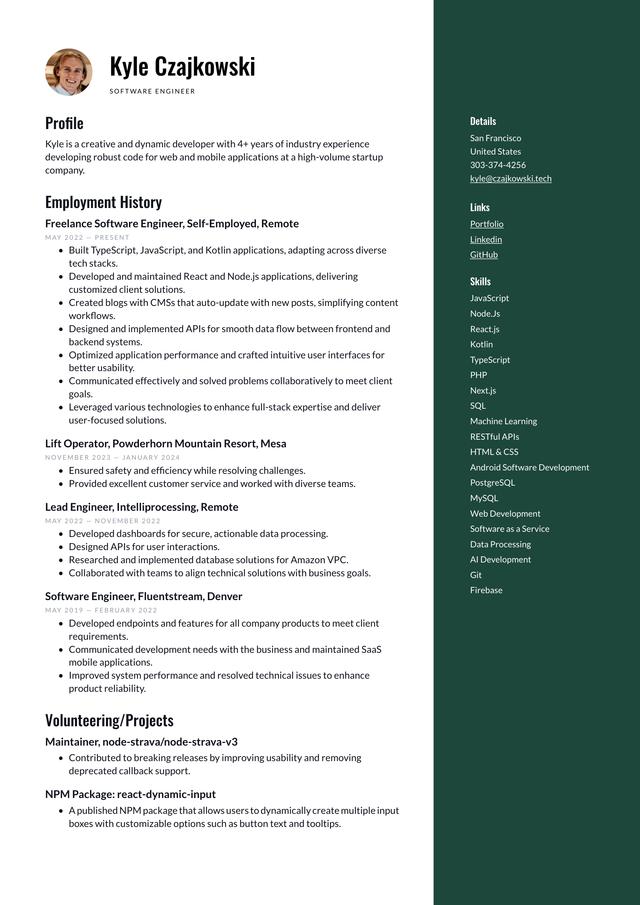 Kyle Czajkowski
SOFTWARE ENGINEER
Profile
Kyle is a creative and dynamic developer with 4+ years of industry experience
developing robust code for web and mobile applications at a high-volume startup
company.
Employment History
Freelance Software Engineer, Self-Employed, Remote
MAY 2022 — PRESENT
• Built TypeScript, JavaScript, and Kotlin applications, adapting across diverse
tech stacks.
• Developed and maintained React and Node.js applications, delivering
customized client solutions.
• Created blogs with CMSs that auto-update with new posts, simplifying content
workflows.
• Designed and implemented APIs for smooth data flow between frontend and
backend systems.
• Optimized application performance and crafted intuitive user interfaces for
better usability.
• Communicated effectively and solved problems collaboratively to meet client
goals.
• Leveraged various technologies to enhance full-stack expertise and deliver
user-focused solutions.
Lift Operator, Powderhorn Mountain Resort, Mesa
NOVEMBER 2023 — JANUARY 2024
• Ensured safety and efficiency while resolving challenges.
• Provided excellent customer service and worked with diverse teams.
Lead Engineer, Intelliprocessing, Remote
MAY 2022 — NOVEMBER 2022
• Developed dashboards for secure, actionable data processing.
• Designed APIs for user interactions.
• Researched and implemented database solutions for Amazon VPC.
• Collaborated with teams to align technical solutions with business goals.
Software Engineer, Fluentstream, Denver
MAY 2019 — FEBRUARY 2022
• Developed endpoints and features for all company products to meet client
requirements.
• Communicated development needs with the business and maintained SaaS
mobile applications.
• Improved system performance and resolved technical issues to enhance
product reliability.
Volunteering/Projects
Maintainer, node-strava/node-strava-v3
• Contributed to breaking releases by improving usability and removing
deprecated callback support.
NPM Package: react-dynamic-input
• A published NPM package that allows users to dynamically create multiple input
boxes with customizable options such as button text and tooltips.
Details
San Francisco
United States
303-374-4256
kyle@czajkowski.tech
Links
Portfolio
Linkedin
GitHub
Skills
JavaScript
Node.Js
React.js
Kotlin
TypeScript
PHP
Next.js
SQL
Machine Learning
RESTful APIs
HTML & CSS
Android Software Development
PostgreSQL
MySQL
Web Development
Software as a Service
Data Processing
AI Development
Git
Firebase